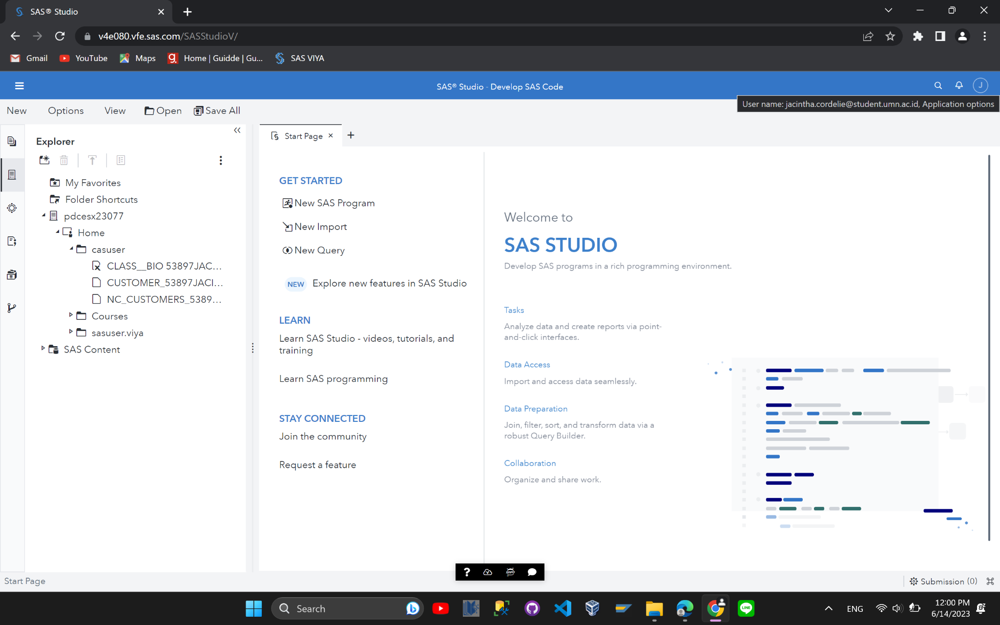 SAS® Studio
v4e080.vfe.sas.com/SASStudioV/
Gmail
YouTube
Maps
Home | Guidde | Gu...
SAS VIYA
SAS® Studio - Develop SAS Code
J
New
Options
View
Open
Save All
User name: jacintha.cordelie@student.umn.ac.id, Application options
Explorer
My Favorites
Folder Shortcuts
pdcesx23077
Home
casuser
CLASS__BIO 53897JAC...
CUSTOMER_53897JACI...
NC_CUSTOMERS_5389...
Courses
sasuser.viya
SAS Content
Start Page
GET STARTED
New SAS Program
New Import
New Query
NEW Explore new features in SAS Studio
LEARN
Learn SAS Studio - videos, tutorials, and
training
Learn SAS programming
STAY CONNECTED
Join the community
Request a feature
Welcome to
SAS STUDIO
Develop SAS programs in a rich programming environment.
Tasks
Analyze data and create reports via point-
and-click interfaces.
Data Access
Import and access data seamlessly.
Data Preparation
Join, filter, sort, and transform data via a
robust Query Builder.
Collaboration
Organize and share work.
Start Page
Submission (0)
Search
LINE
ENG
12:00 PM
6/14/2023